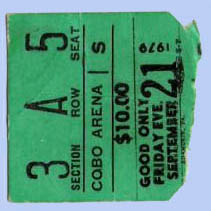 3 A 5
SECTION ROW SEAT
COBO ARENA | S
$10.00
GOOD ONLY
FRIDAY EVE.
SEPTEMBER 21
1979